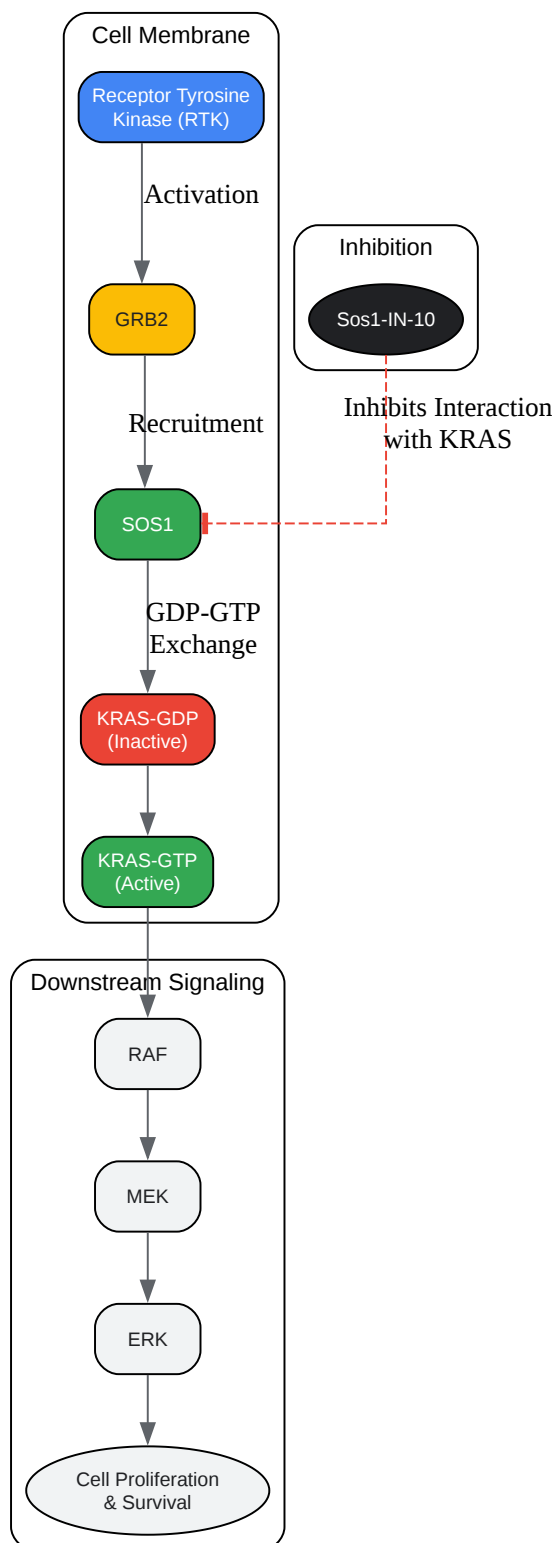 Cell Membrane
Receptor Tyrosine
Kinase (RTK)
Activation
Inhibition
GRB2
Sos1-IN-10
Inhibits Interaction
with KRAS
Recruitment
SOS1
GDP-GTP
Exchange
KRAS-GDP
(Inactive)
KRAS-GTP
(Active)
Downstream Signaling
RAF
MEK
ERK
Cell Proliferation
& Survival